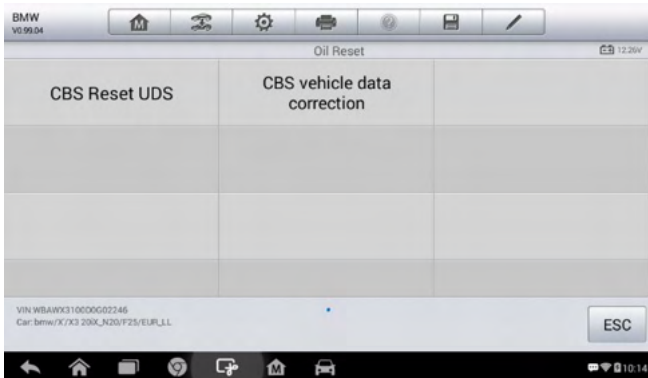 BMW
V0.99.04
Oil Reset
12.26V
CBS Reset UDS
CBS vehicle data
correction
VIN:WBAWX310000G02246
Car: bmw/X/X3 20iX_N20/F25/EUR_LL
ESC
10:14